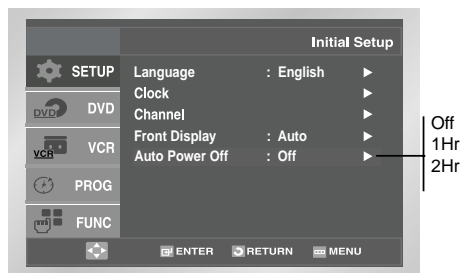 Initial Setup
SETUP
DVD DVD
VCR VCR
PROG
FUNC
Language : English ►
Clock ►
Channel ►
Front Display : Auto ►
Auto Power Off : Off ►
Off
1Hr
2Hr
ENTER RETURN MENU